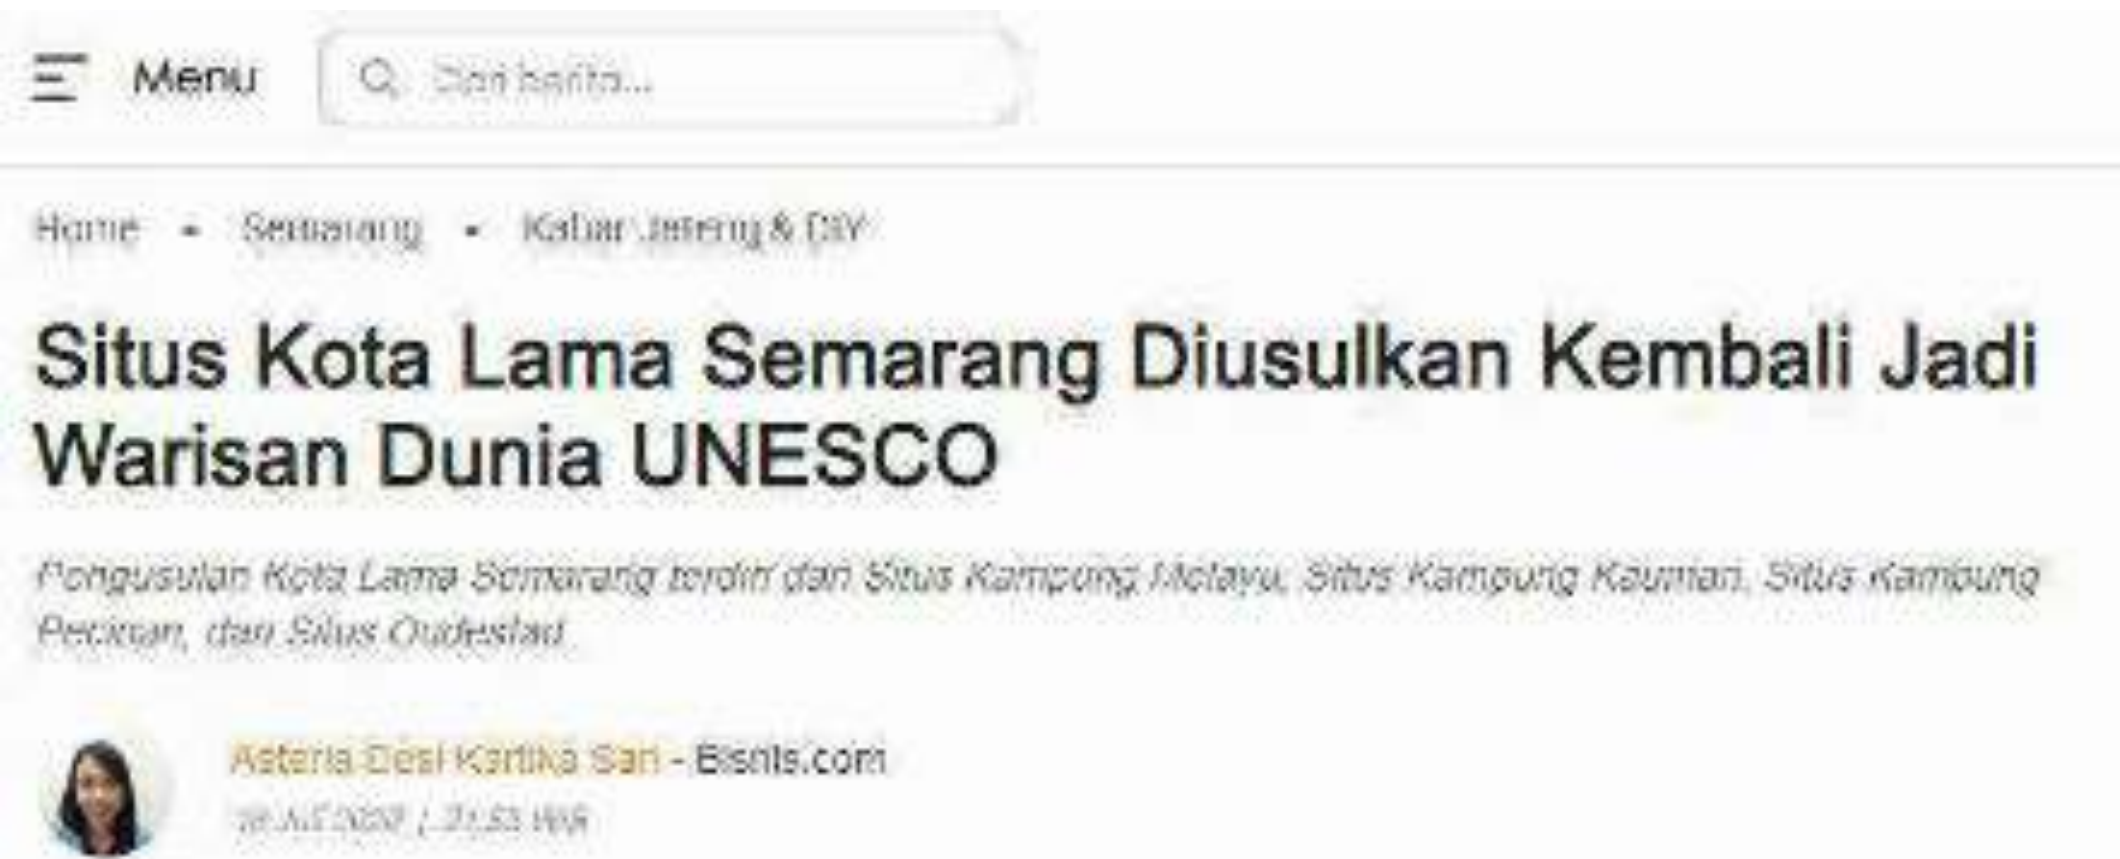 Menu
Cari berita...
Home • Semarang • Kabar Jateng & DIY
Situs Kota Lama Semarang Diusulkan Kembali Jadi
Warisan Dunia UNESCO
Pengusulan Kota Lama Semarang terdiri dari Situs Kampung Melayu, Situs Kampung Kauman, Situs Kampung
Pecinan, dan Situs Oudestad.
Asteria Desi Kartika Sari - Bisnis.com